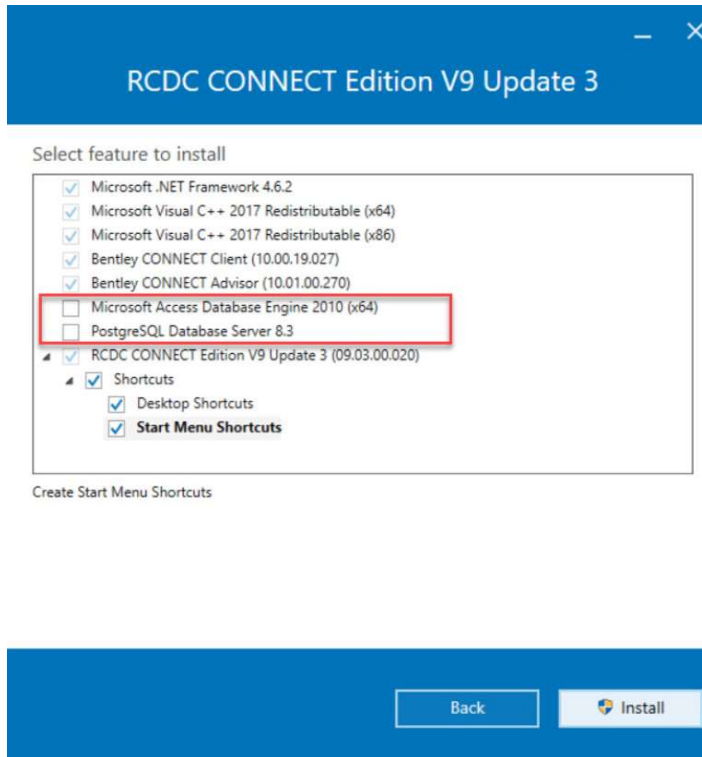 RCDC CONNECT Edition V9 Update 3
Select feature to install
Microsoft .NET Framework 4.6.2
Microsoft Visual C++ 2017 Redistributable (x64)
Microsoft Visual C++ 2017 Redistributable (x86)
Bentley CONNECT Client (10.00.19.027)
Bentley CONNECT Advisor (10.01.00.270)
Microsoft Access Database Engine 2010 (x64)
PostgreSQL Database Server 8.3
RCDC CONNECT Edition V9 Update 3 (09.03.00.020)
Shortcuts
Desktop Shortcuts
Start Menu Shortcuts
Create Start Menu Shortcuts
Back
Install